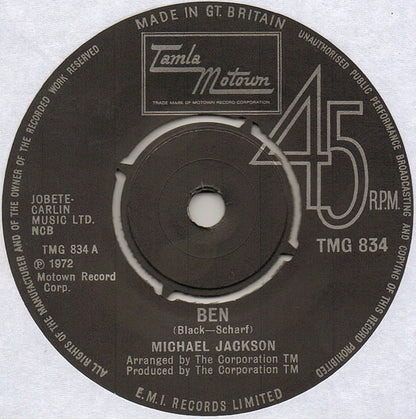 MADE IN GT. BRITAIN
ALL RIGHTS OF THE MANUFACTURER AND OF THE OWNER OF THE RECORDED WORK RESERVED
UNAUTHORISED PUBLIC PERFORMANCE BROADCASTING AND COPYING OF THIS RECORD PROHIBITED
Tamla
Motown
TRADE MARK OF MOTOWN RECORD CORPORATION
45
R.P.M.
JOBETE-
CARLIN
MUSIC LTD.
NCB
TMG 834
TMG 834 A
℗ 1972
Motown Record
Corp.
BEN
(Black—Scharf)
MICHAEL JACKSON
Arranged by The Corporation TM
Produced by The Corporation TM
E.M.I. RECORDS LIMITED